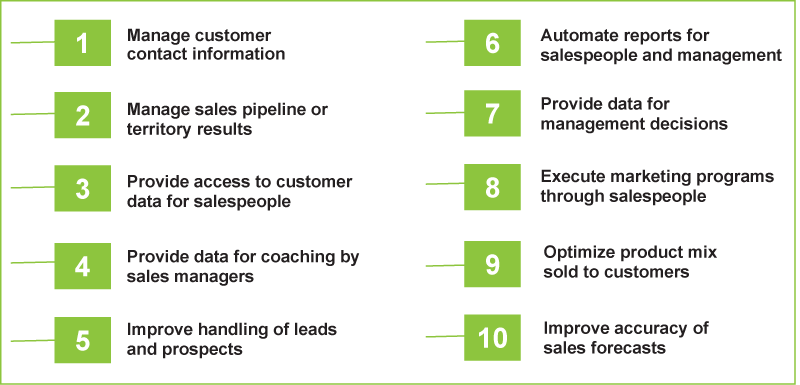 1
Manage customer
contact information
2
Manage sales pipeline or
territory results
3
Provide access to customer
data for salespeople
4
Provide data for coaching by
sales managers
5
Improve handling of leads
and prospects
6
Automate reports for
salespeople and management
7
Provide data for
management decisions
8
Execute marketing programs
through salespeople
9
Optimize product mix
sold to customers
10
Improve accuracy of
sales forecasts